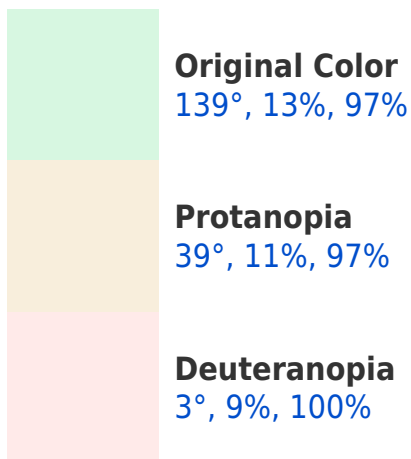 Original Color
139°, 13%, 97%
Protanopia
39°, 11%, 97%
Deuteranopia
3°, 9%, 100%